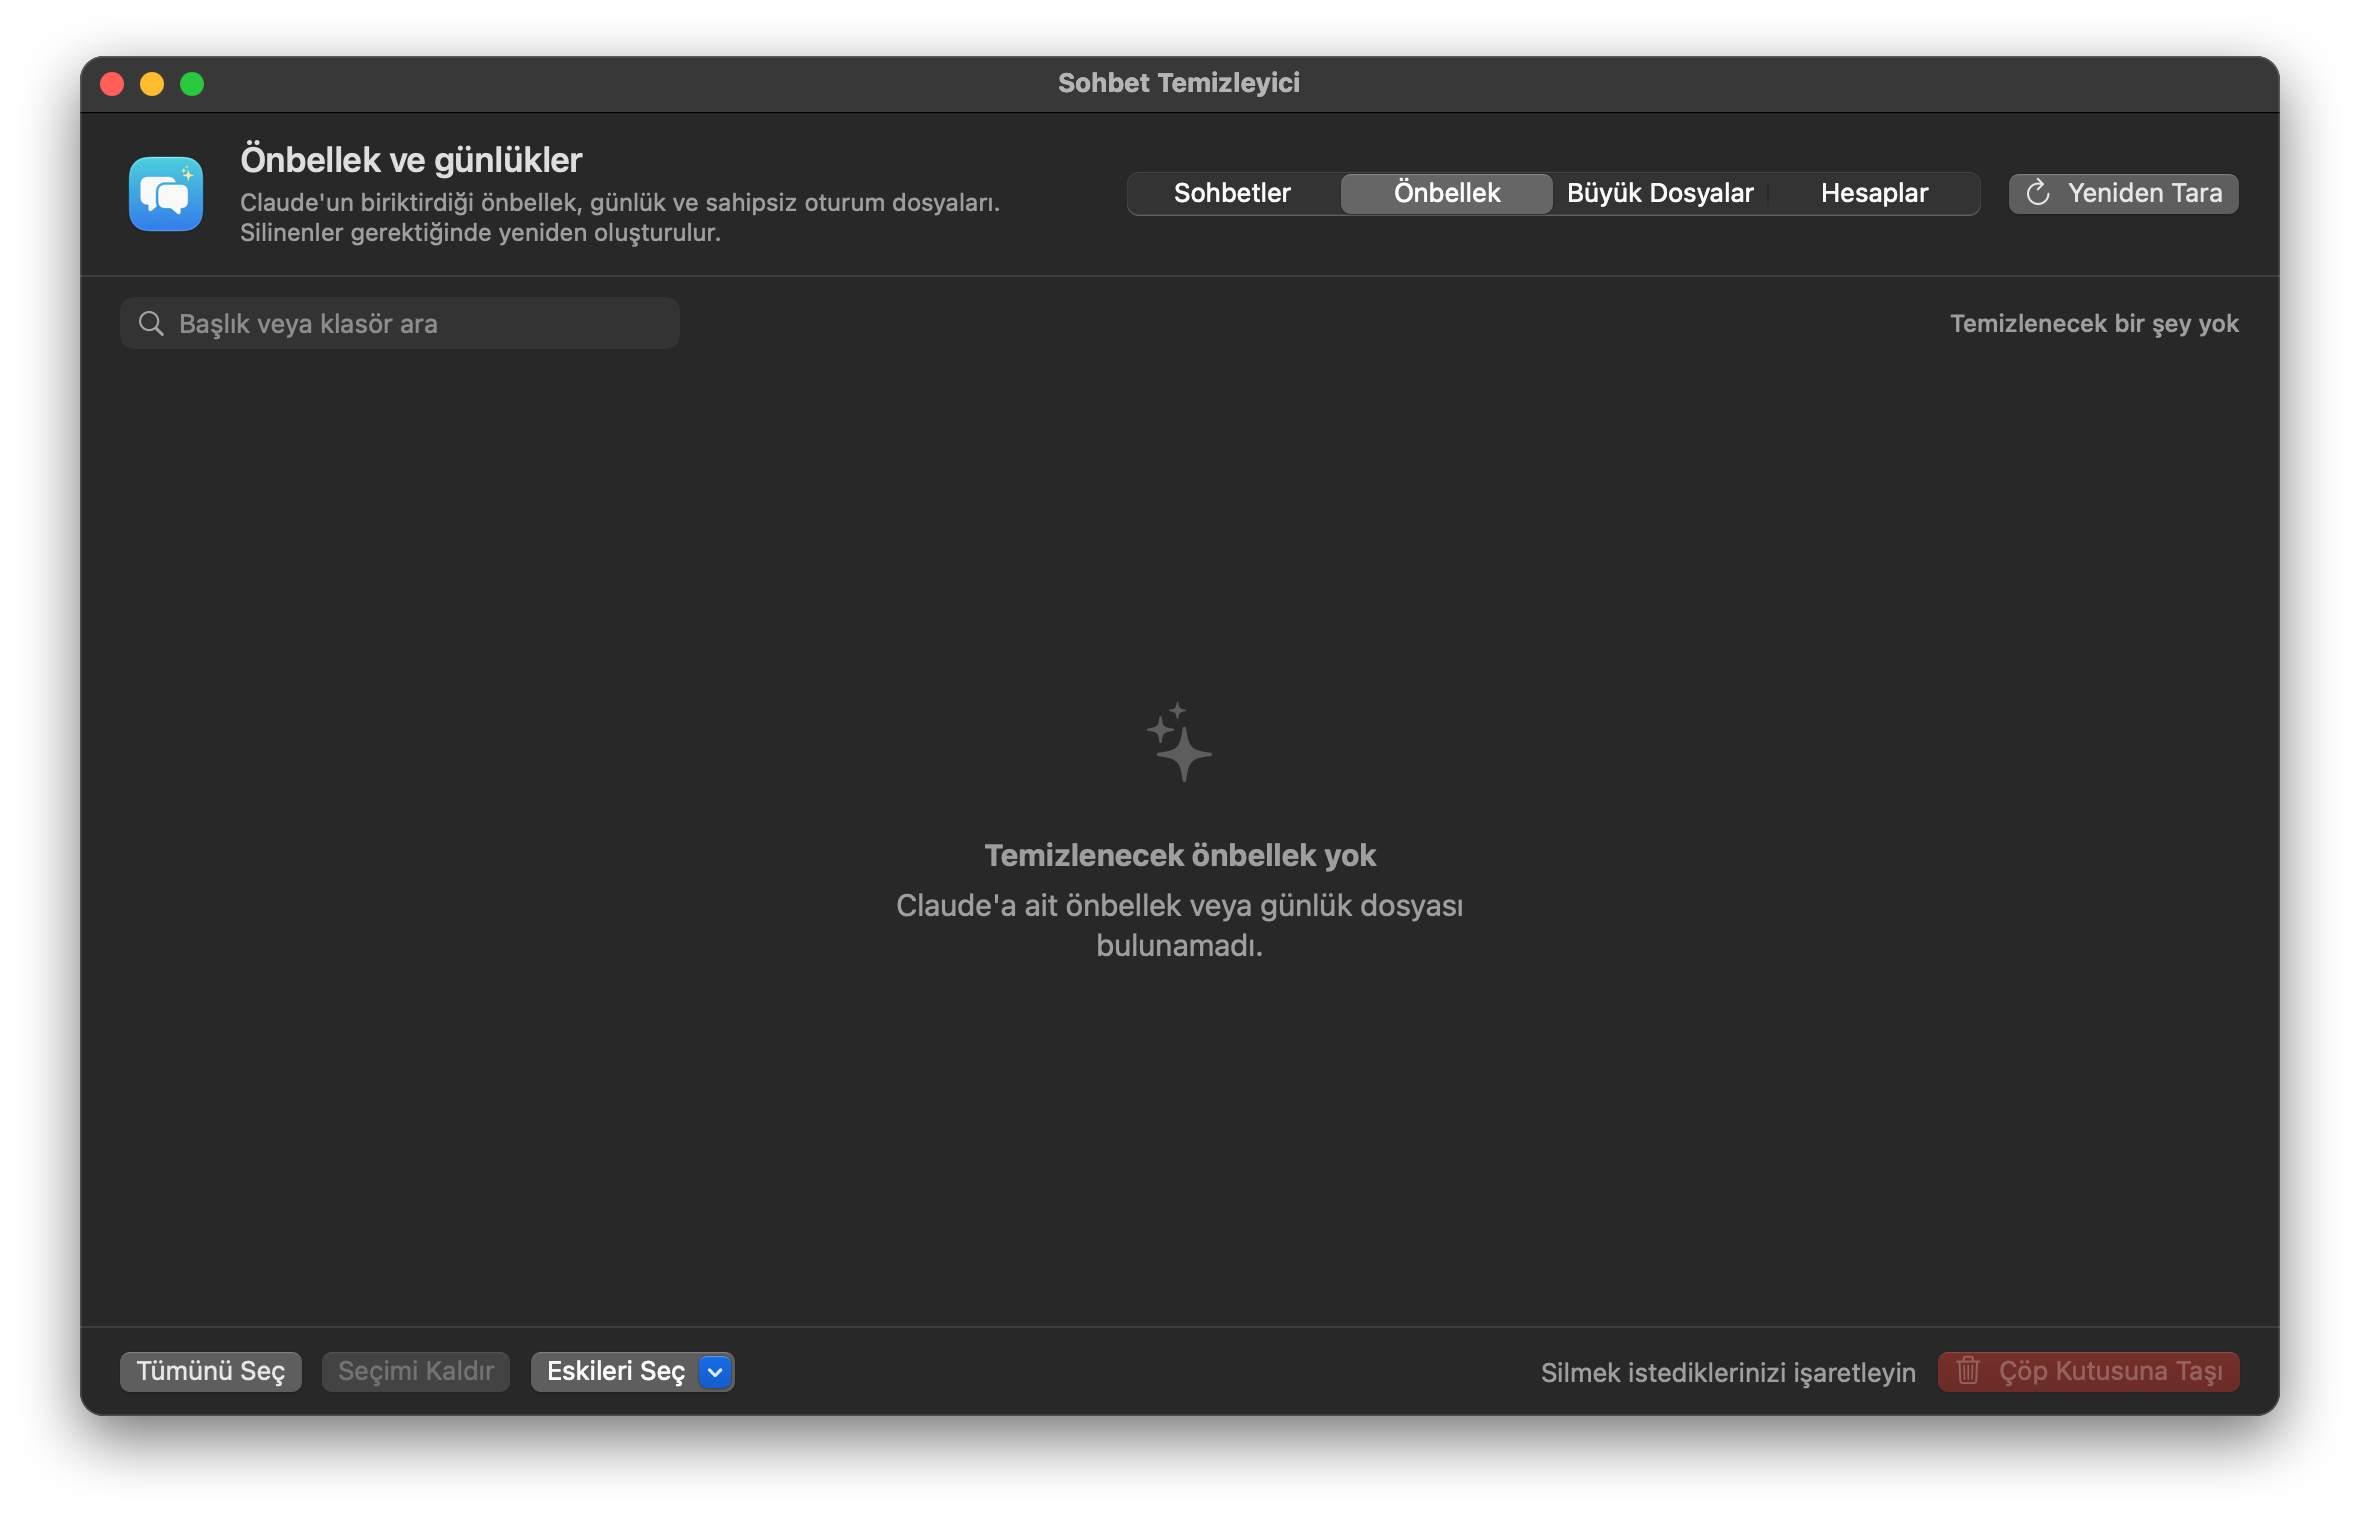 Sohbet Temizleyici
Önbellek ve günlükler
Claude'un biriktirdiği önbellek, günlük ve sahipsiz oturum dosyaları.
Silinenler gerektiğinde yeniden oluşturulur.
Sohbetler
Önbellek
Büyük Dosyalar
Hesaplar
Yeniden Tara
Başlık veya klasör ara
Temizlenecek bir şey yok
Temizlenecek önbellek yok
Claude'a ait önbellek veya günlük dosyası
bulunamadı.
Tümünü Seç
Seçimi Kaldır
Eskileri Seç
Silmek istediklerinizi işaretleyin
Çöp Kutusuna Taşı